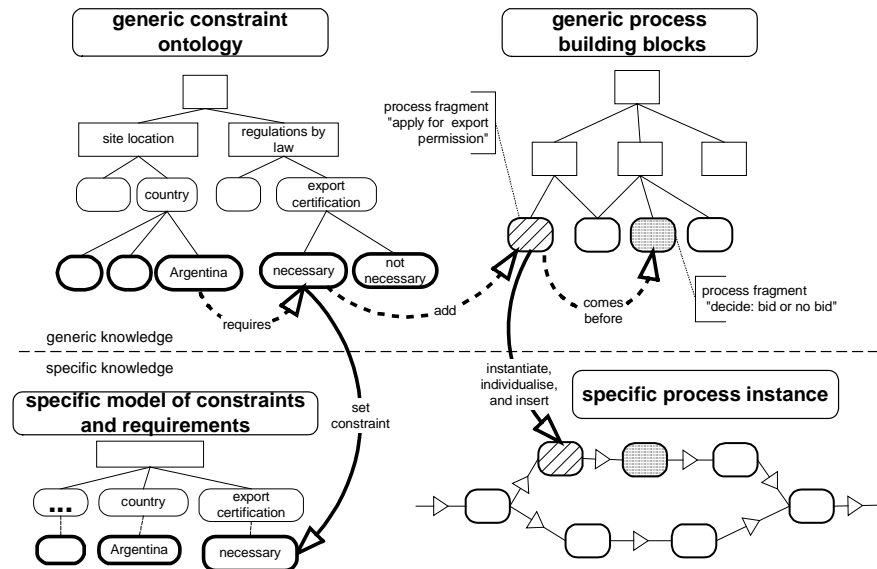 generic constraint
ontology
generic process
building blocks
process fragment
"apply for export
permission"
site location
regulations by
law
country
export
certification
Argentina
necessary
not
necessary
requires
add
comes
before
process fragment
"decide: bid or no bid"
generic knowledge
specific knowledge
instantiate,
individualise,
and insert
specific process instance
specific model of constraints
and requirements
set
constraint
...
country
export
certification
Argentina
necessary